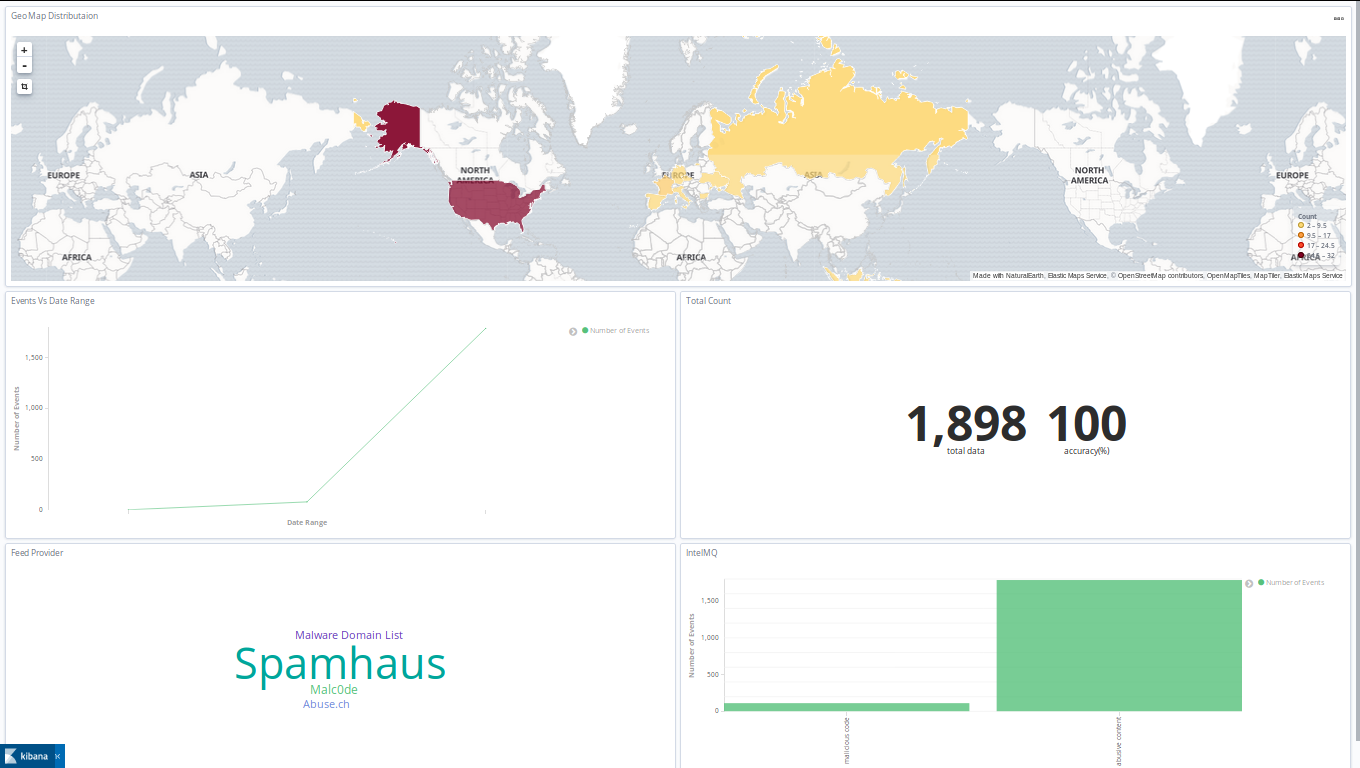 Geo Map Distributaion
+
-
EUROPE
ASIA
NORTH
AMERICA
EUROPE
ASIA
NORTH
AMERICA
EUROPE
AFRICA
AFRICA
AFRICA
Count
2 – 9.5
9.5 – 17
17 – 24.5
– 32
Made with NaturalEarth, Elastic Maps Service, © OpenStreetMap contributors, OpenMapTiles, MapTiler, Elastic Maps Service
Events Vs Date Range
Number of Events
1,500
1,000
500
0
Number of Events
Date Range
Total Count
1,898 100
total data accuracy(%)
Feed Provider
Malware Domain List
Spamhaus
Malc0de
Abuse.ch
IntelMQ
Number of Events
1,500
1,000
500
0
Number of Events
malicious code
abusive content
kibana